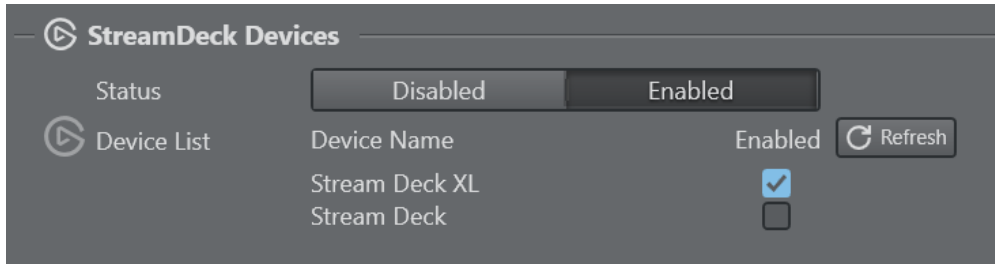 StreamDeck Devices
Status Disabled Enabled
Device List Device Name Enabled Refresh
Stream Deck XL
Stream Deck